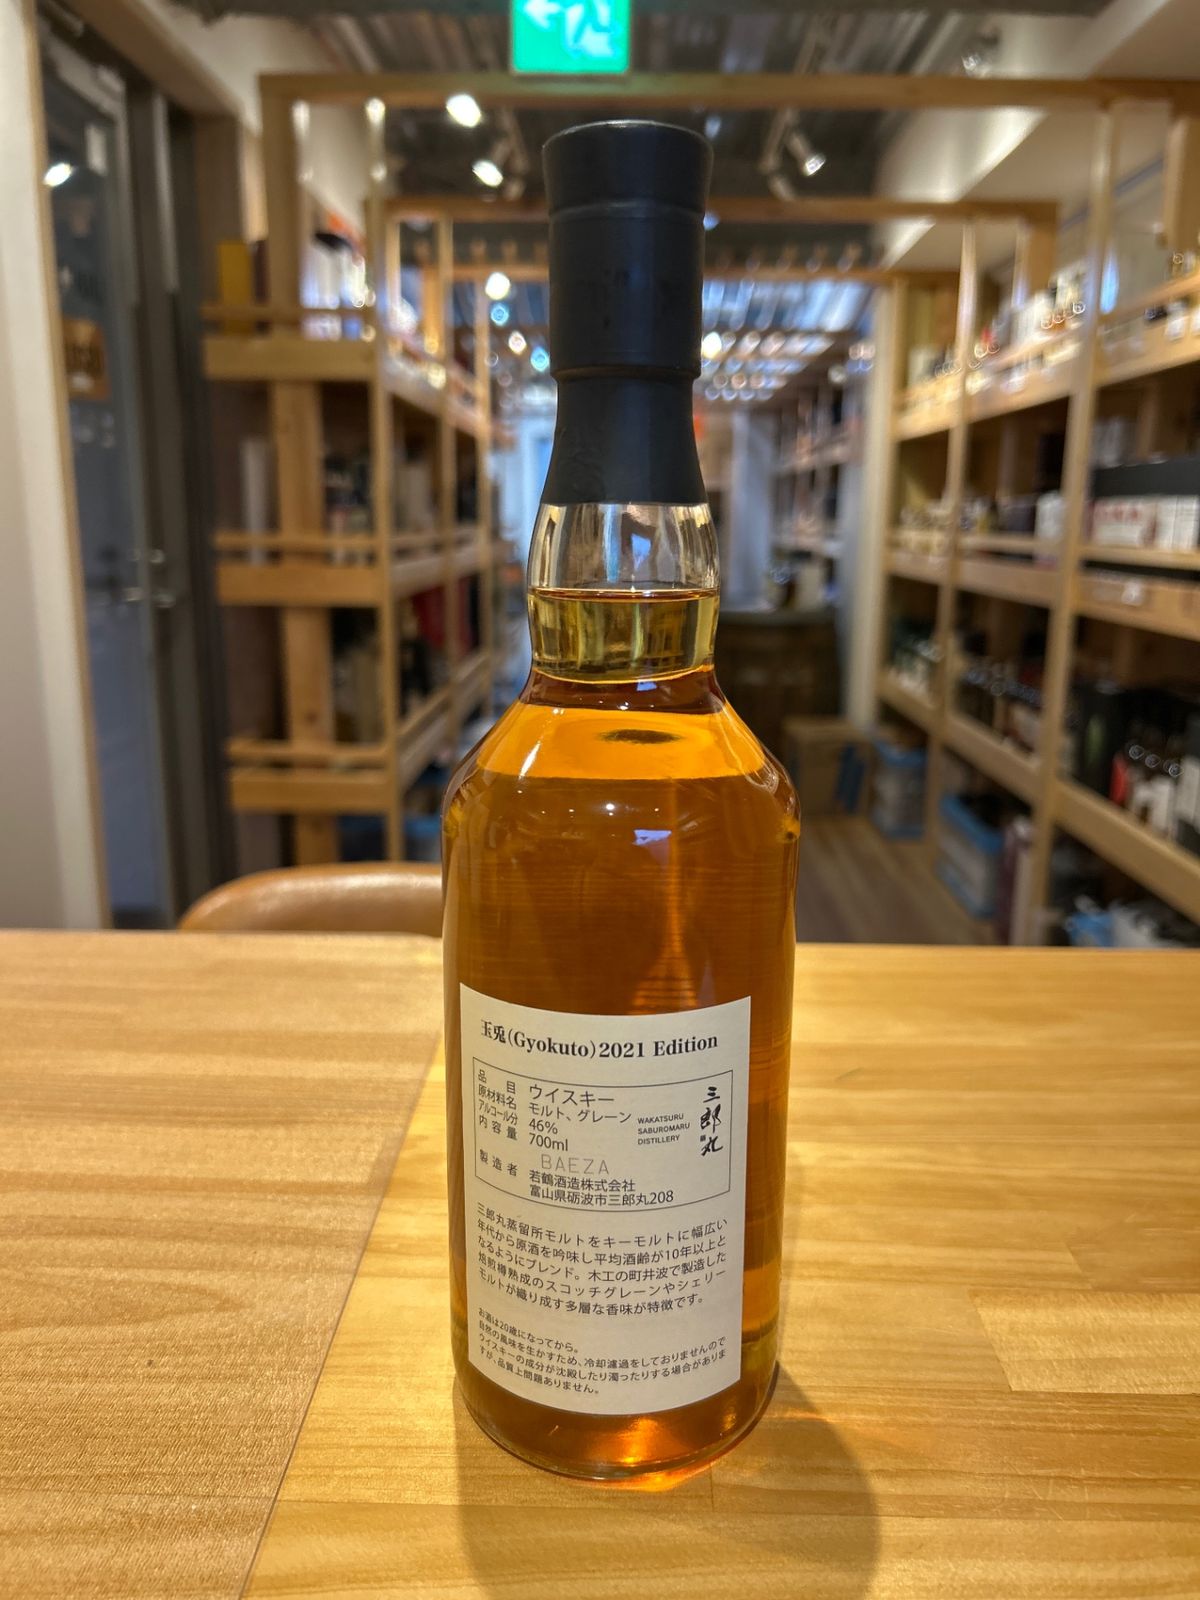 玉兎(Gyokuto)2021 Edition
品目 ウイスキー
原材料名 モルト、グレーン
アルコール分 46%
内容量 700ml
製造者 BAEZA
若鶴酒造株式会社
富山県砺波市三郎丸208
WAKATSURU
SABUROMARU
DISTILLERY
三郎丸
三郎丸蒸留所モルトをキーモルトに幅広い
年代から原酒を吟味し平均酒齢が10年以上と
なるようにブレンド。木工の町井波で製造した
焙煎樽熟成のスコッチグレーンやシェリー
モルトが織り成す多層な香味が特徴です。
お酒は20歳になってから。
自然の風味を生かすため、冷却濾過をしておりませんので
ウイスキーの成分が沈殿したり濁ったりする場合がありま
すが、品質上問題ありません。